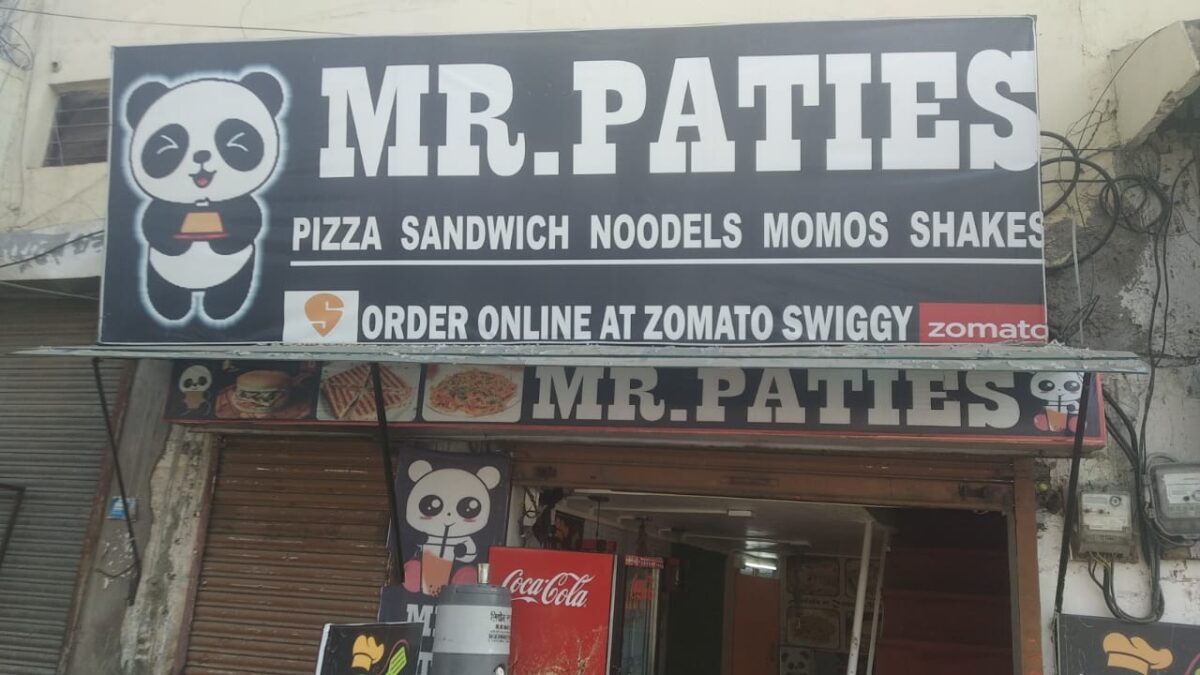 MR. PATIES
PIZZA SANDWICH NOODELS MOMOS SHAKES
ORDER ONLINE AT ZOMATO SWIGGY zomato
MR. PATIES
Coca-Cola